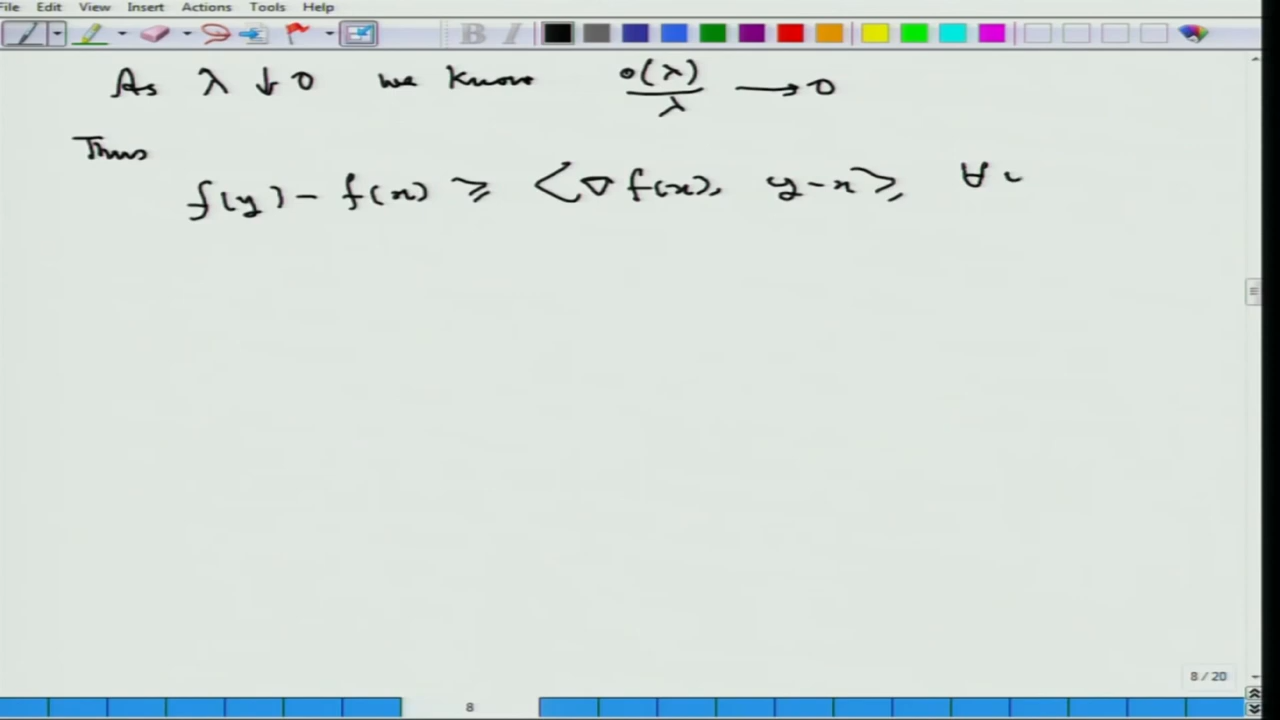 File Edit View Insert Actions Tools Help
B I
As λ ↓ 0 we know o(λ)/λ → 0
Thus
f(y) - f(x) ≥ ⟨∇f(x), y-x⟩, ∀
8 / 20
8